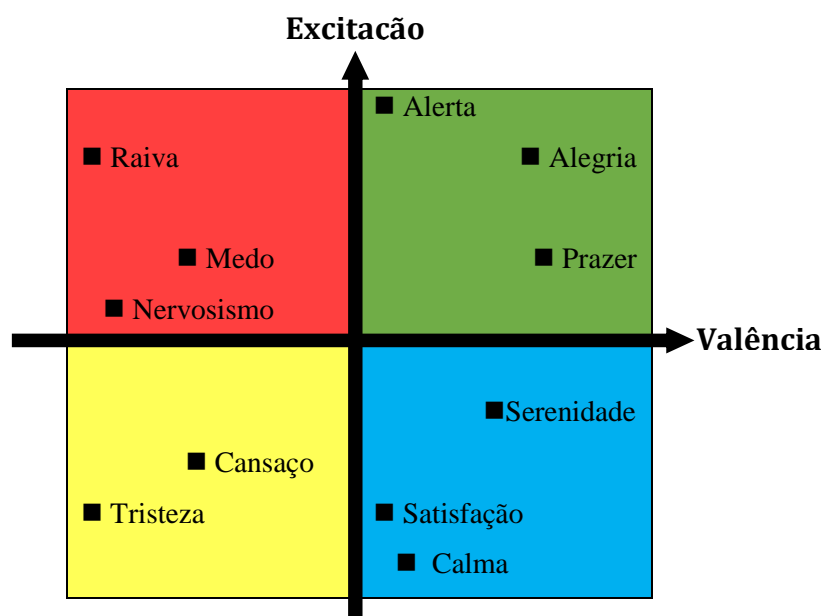 Excitacão
Alerta
Raiva
Alegria
Medo
Prazer
Nervosismo
Valência
Serenidade
Cansaço
Tristeza
Satisfação
Calma